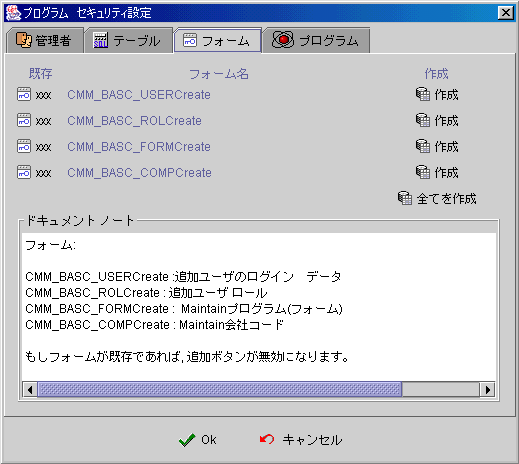 プログラム　セキュリティ設定
管理者　テーブル　フォーム　プログラム
既存　フォーム名　作成
xxx　CMM_BASC_USERCreate　作成
xxx　CMM_BASC_ROLCreate　作成
xxx　CMM_BASC_FORMCreate　作成
xxx　CMM_BASC_COMPCreate　作成
全てを作成
ドキュメント ノート
フォーム:
CMM_BASC_USERCreate :追加ユーザのログイン　データ
CMM_BASC_ROLCreate : 追加ユーザ ロール
CMM_BASC_FORMCreate :  Maintainプログラム(フォーム)
CMM_BASC_COMPCreate : Maintain会社コード
もしフォームが既存であれば, 追加ボタンが無効になります。
Ok　キャンセル